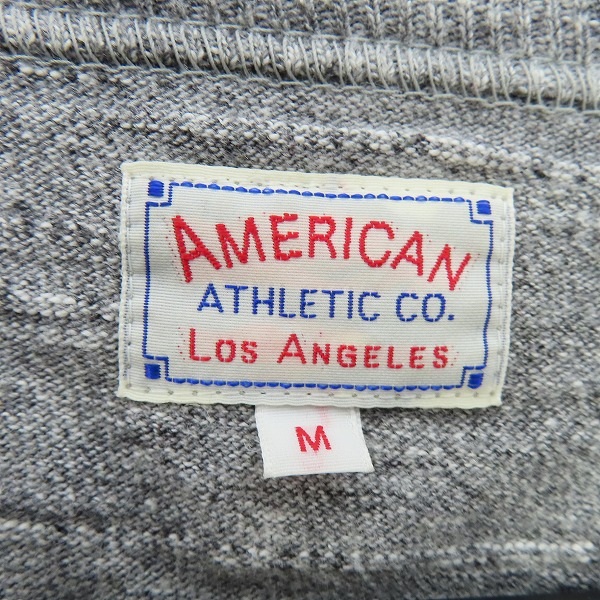 AMERICAN
ATHLETIC CO.
LOS ANGELES
M